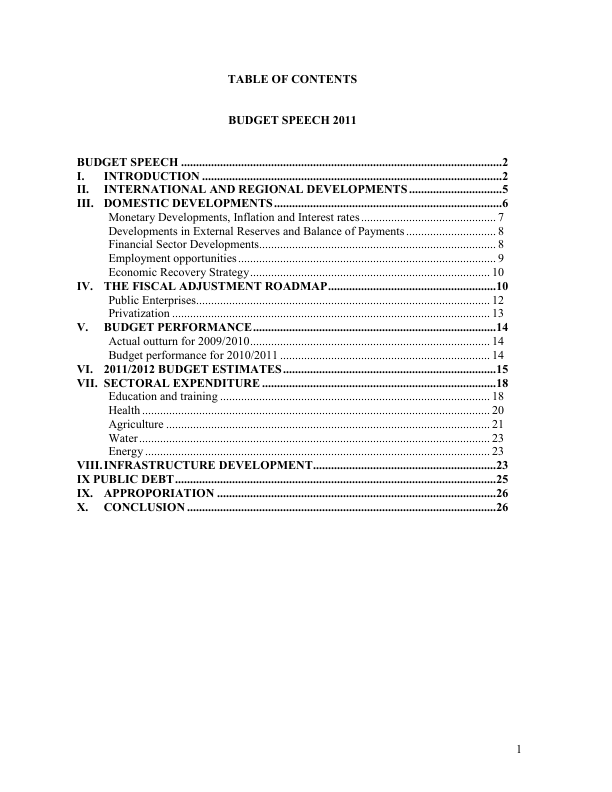 TABLE OF CONTENTS
BUDGET SPEECH 2011
BUDGET SPEECH ..........2
I. INTRODUCTION ..........2
II. INTERNATIONAL AND REGIONAL DEVELOPMENTS ..........5
III. DOMESTIC DEVELOPMENTS ..........6
Monetary Developments, Inflation and Interest rates .......... 7
Developments in External Reserves and Balance of Payments .......... 8
Financial Sector Developments .......... 8
Employment opportunities .......... 9
Economic Recovery Strategy .......... 10
IV. THE FISCAL ADJUSTMENT ROADMAP ..........10
Public Enterprises .......... 12
Privatization .......... 13
V. BUDGET PERFORMANCE ..........14
Actual outturn for 2009/2010 .......... 14
Budget performance for 2010/2011 .......... 14
VI. 2011/2012 BUDGET ESTIMATES ..........15
VII. SECTORAL EXPENDITURE ..........18
Education and training .......... 18
Health .......... 20
Agriculture .......... 21
Water .......... 23
Energy .......... 23
VIII. INFRASTRUCTURE DEVELOPMENT ..........23
IX PUBLIC DEBT ..........25
IX. APPROPORIATION ..........26
X. CONCLUSION ..........26
1